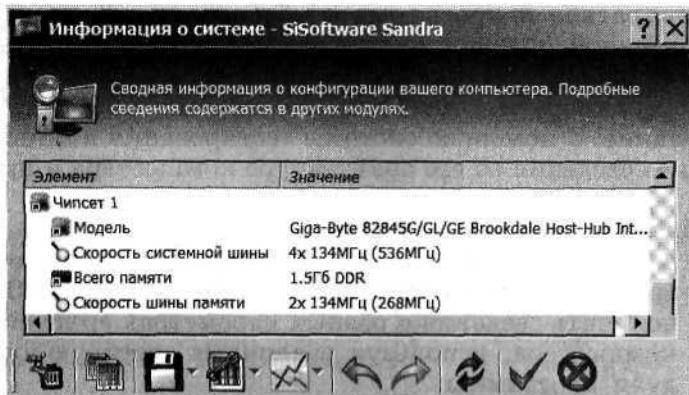 Информация о системе - SiSoftware Sandra
Сводная информация о конфигурации вашего компьютера. Подробные
сведения содержатся в других модулях.
Элемент Значение
Чипсет 1
Модель Giga-Byte 82845G/GL/GE Brookdale Host-Hub Int...
Скорость системной шины 4x 134МГц (536МГц)
Всего памяти 1.5Гб DDR
Скорость шины памяти 2x 134МГц (268МГц)